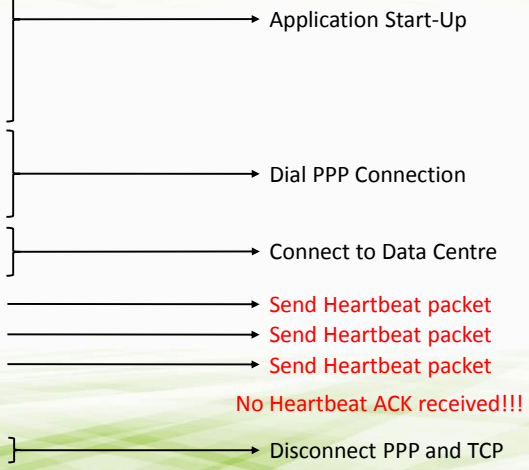 Application Start-Up
Dial PPP Connection
Connect to Data Centre
Send Heartbeat packet
Send Heartbeat packet
Send Heartbeat packet
No Heartbeat ACK received!!!
Disconnect PPP and TCP